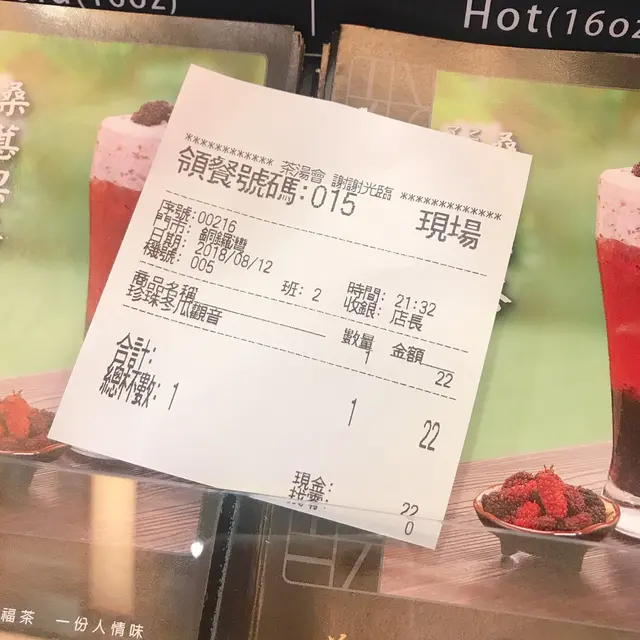 Hot(16oz
************ 茶湯會 謝謝光臨 *************
領餐號碼:015 現場
序號:00216
門市: 銅鑼灣
日期: 2018/08/12 時間: 21:32
機號: 005 班: 2 收銀: 店長
商品名稱 數量 金額
珍珠冬瓜觀音 1 22
合計: 1 22
總杯數: 1
現金: 22
找零: 0
福茶 一份人情味